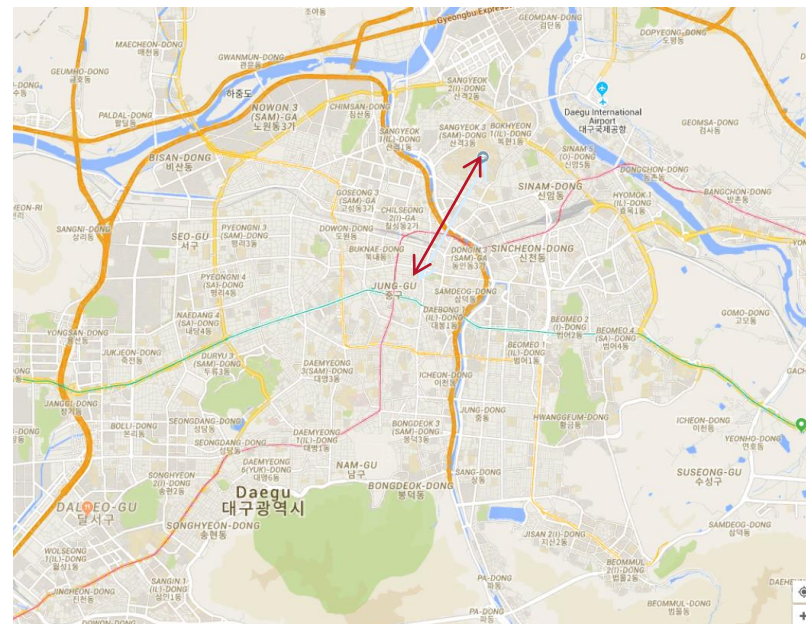 조야동
Gyeongbu Expres
GEOMDAN-DONG
검단동
DOPYEONG-DONG
도평동
MAECHEON-DONG
매천동
GWANMUN-DONG
관문동
GEUMHO-DONG
금호동
하중도
SANGYEOK
2(I)-DONG
산격2동
Daegu International
Airport
대구국제공항
PALDAL-DONG
팔달동
NOWON 3
(SAM)-GA
노원동3가
CHIMSAN-DONG
침산동
SANGYEOK
1(IL)-DONG
산격1동
SANGYEOK 3
(SAM)-DONG
산격3동
BOKHYEON
1(IL)-DONG
복현1동
GEOMSA-DONG
검사동
BISAN-DONG
비산동
SINAM 5
(O)-DONG
신암5동
DONGCHON-DONG
SINAM-DONG
신암동
HYOMOK 1
(IL)-DONG
효목1동
BANGCHON-DONG
방촌동
GOSEONG 3
(SAM)-GA
고성동3가
CHILSEONG
2(I)-GA
칠성동2가
SANGNI-DONG
상리동
SEO-GU
서구
PYEONGNI 3
(SAM)-DONG
평리3동
DOWON-DONG
도원동
BUKNAE-DONG
북내동
DONGIN 3
(SAM)-GA
동인동3가
SINCHEON-DONG
신천동
PYEONGNI 4
(SA)-DONG
평리4동
JUNG-GU
중구
SAMDEOG-DONG
삼덕동
DAEBONG 1
(IL)-DONG
대봉1동
NAEDANG 4
(SA)-DONG
내당4동
BEOMEO 2
(I)-DONG
범어2동
BEOMEO 4
(SA)-DONG
범어4동
GOMO-DONG
고모동
YONGSAN-DONG
용산동
JUKJEON-DONG
죽전동
DURYU 3
(SAM)-DONG
두류3동
DAEMYEONG
3(SAM)-DONG
대명3동
BEOMEO 1
(IL)-DONG
범어1동
ICHEON-DONG
이천동
JANGGI-DONG
장기동
BOLLI-DONG
본리동
SEONGDANG-DONG
성당동
SEONGDANG-DONG
성당동
DAEMYEONG
1(IL)-DONG
대명1동
BONGDEOK 3
(SAM)-DONG
봉덕3동
JUNG-DONG
중동
HWANGGEUM-DONG
황금동
ICHEON-DONG
이천동
YEONHO-DONG
연호동
SONGHYEON
2(I)-DONG
송현2동
DAEMYEONG
6(YUK)-DONG
대명6동
NAM-GU
남구
SANG-DONG
상동
SUSEONG-GU
수성구
Daegu
대구광역시
BONGDEOK-DONG
봉덕동
DALSEO-GU
달서구
SONGHYEON-DONG
송현동
JISAN 2(I)-DONG
지산2동
SAMDEOG-DONG
삼덕동
WOLSEONG
1(IL)-DONG
월성1동
JINCHEON-DONG
진천동
SANGIN 1
(IL)-DONG
상인1동
PA-DONG
파동
BEOMMUL
2(I)-DONG
범물2동
BEOMMUL-DONG
범물동
PA-DONG
파동
DOWON-DONG